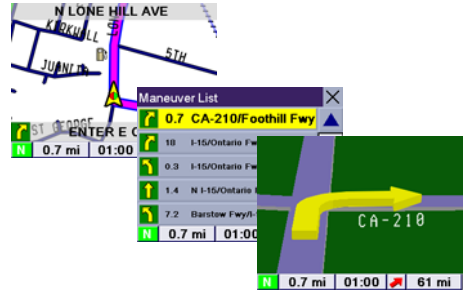 N LONE HILL AVE
KIRKWALL
5TH
JUANITA
ST GEORGE
ENTER E C
N 0.7 mi 01:00
Maneuver List X
0.7 CA-210/Foothill Fwy
18 I-15/Ontario Fw
0.3 I-15/Ontario Fw
1.4 N I-15/Ontario
7.2 Barstow Fwy/I-
N 0.7 mi 01:00
CA-210
N 0.7 mi 01:00 61 mi